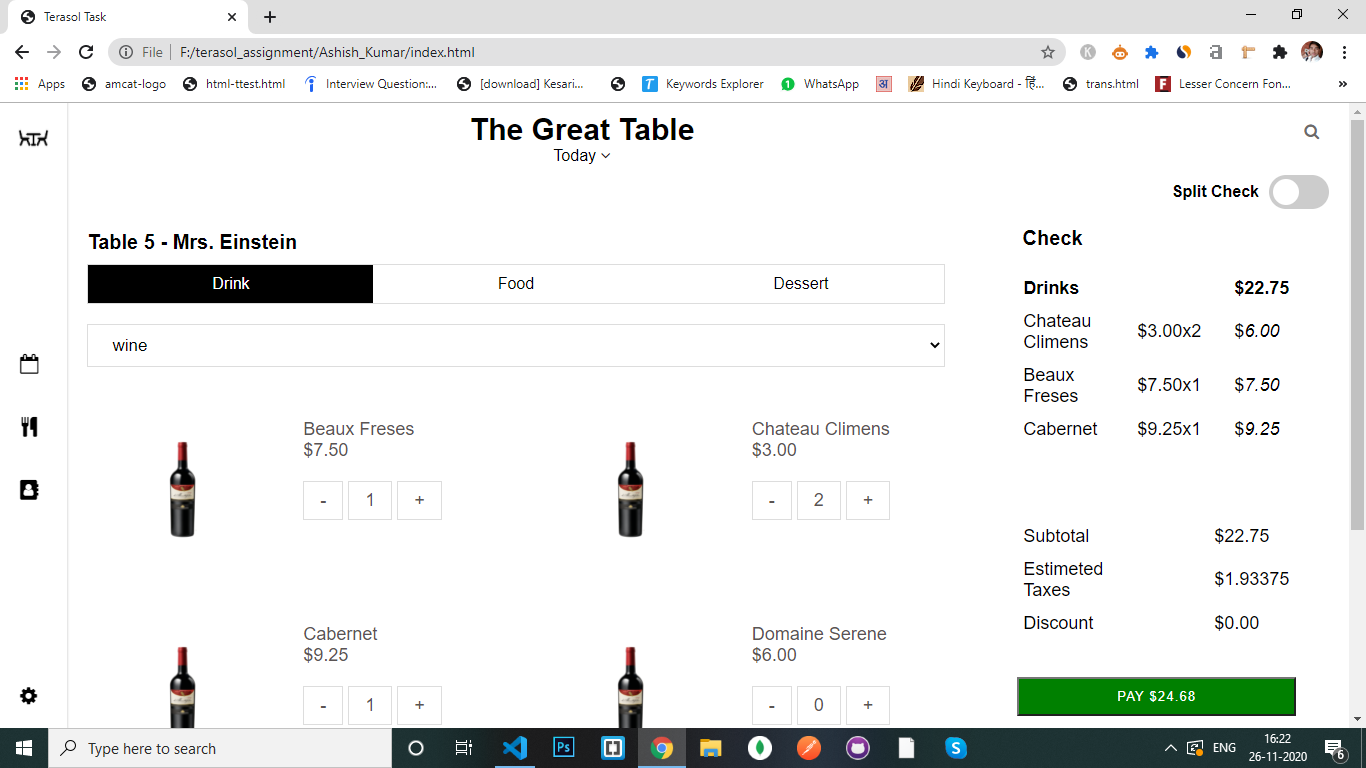 Terasol Task
File
F:/terasol_assignment/Ashish_Kumar/index.html
Apps
amcat-logo
html-ttest.html
Interview Question:...
[download] Kesari...
Keywords Explorer
WhatsApp
अ
Hindi Keyboard - हिं...
trans.html
Lesser Concern Fon...
The Great Table
Today
Split Check
Table 5 - Mrs. Einstein
Drink
Food
Dessert
wine
Beaux Freses
$7.50
- 1 +
Chateau Climens
$3.00
- 2 +
Cabernet
$9.25
- 1 +
Domaine Serene
$6.00
- 0 +
Check
Drinks $22.75
Chateau
Climens $3.00x2 $6.00
Beaux
Freses $7.50x1 $7.50
Cabernet $9.25x1 $9.25
Subtotal $22.75
Estimeted
Taxes $1.93375
Discount $0.00
PAY $24.68
Type here to search
Ps
ENG
16:22
26-11-2020
6